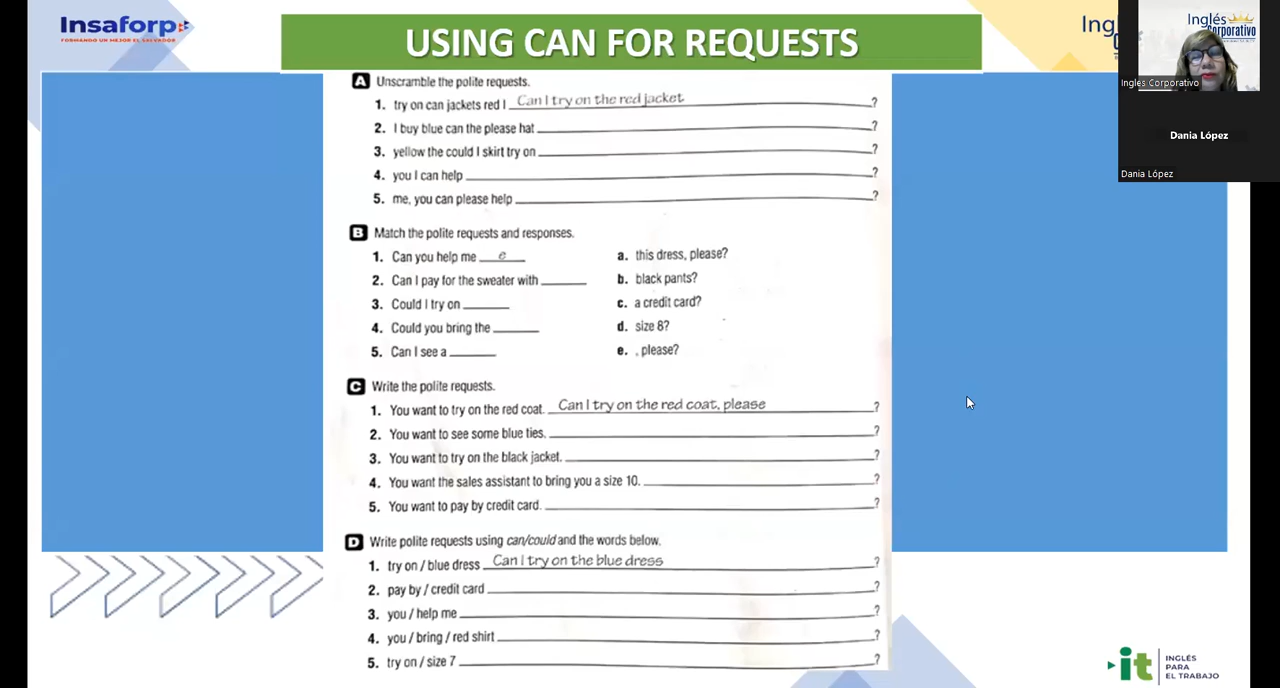 Insaforp
FORMANDO UN MEJOR EL SALVADOR
USING CAN FOR REQUESTS
Inglés
Corporativo
Ingles Corporativo
Dania López
Dania López
A Unscramble the polite requests.
1. try on can jackets red I Can I try on the red jacket ?
2. I buy blue can the please hat ?
3. yellow the could I skirt try on ?
4. you I can help ?
5. me, you can please help ?
B Match the polite requests and responses.
1. Can you help me e a. this dress, please?
2. Can I pay for the sweater with b. black pants?
3. Could I try on c. a credit card?
4. Could you bring the d. size 8?
5. Can I see a e. , please?
C Write the polite requests.
1. You want to try on the red coat. Can I try on the red coat, please ?
2. You want to see some blue ties. ?
3. You want to try on the black jacket. ?
4. You want the sales assistant to bring you a size 10. ?
5. You want to pay by credit card. ?
D Write polite requests using can/could and the words below.
1. try on / blue dress Can I try on the blue dress ?
2. pay by / credit card ?
3. you / help me ?
4. you / bring / red shirt ?
5. try on / size 7 ?
it INGLÉS
PARA
EL TRABAJO